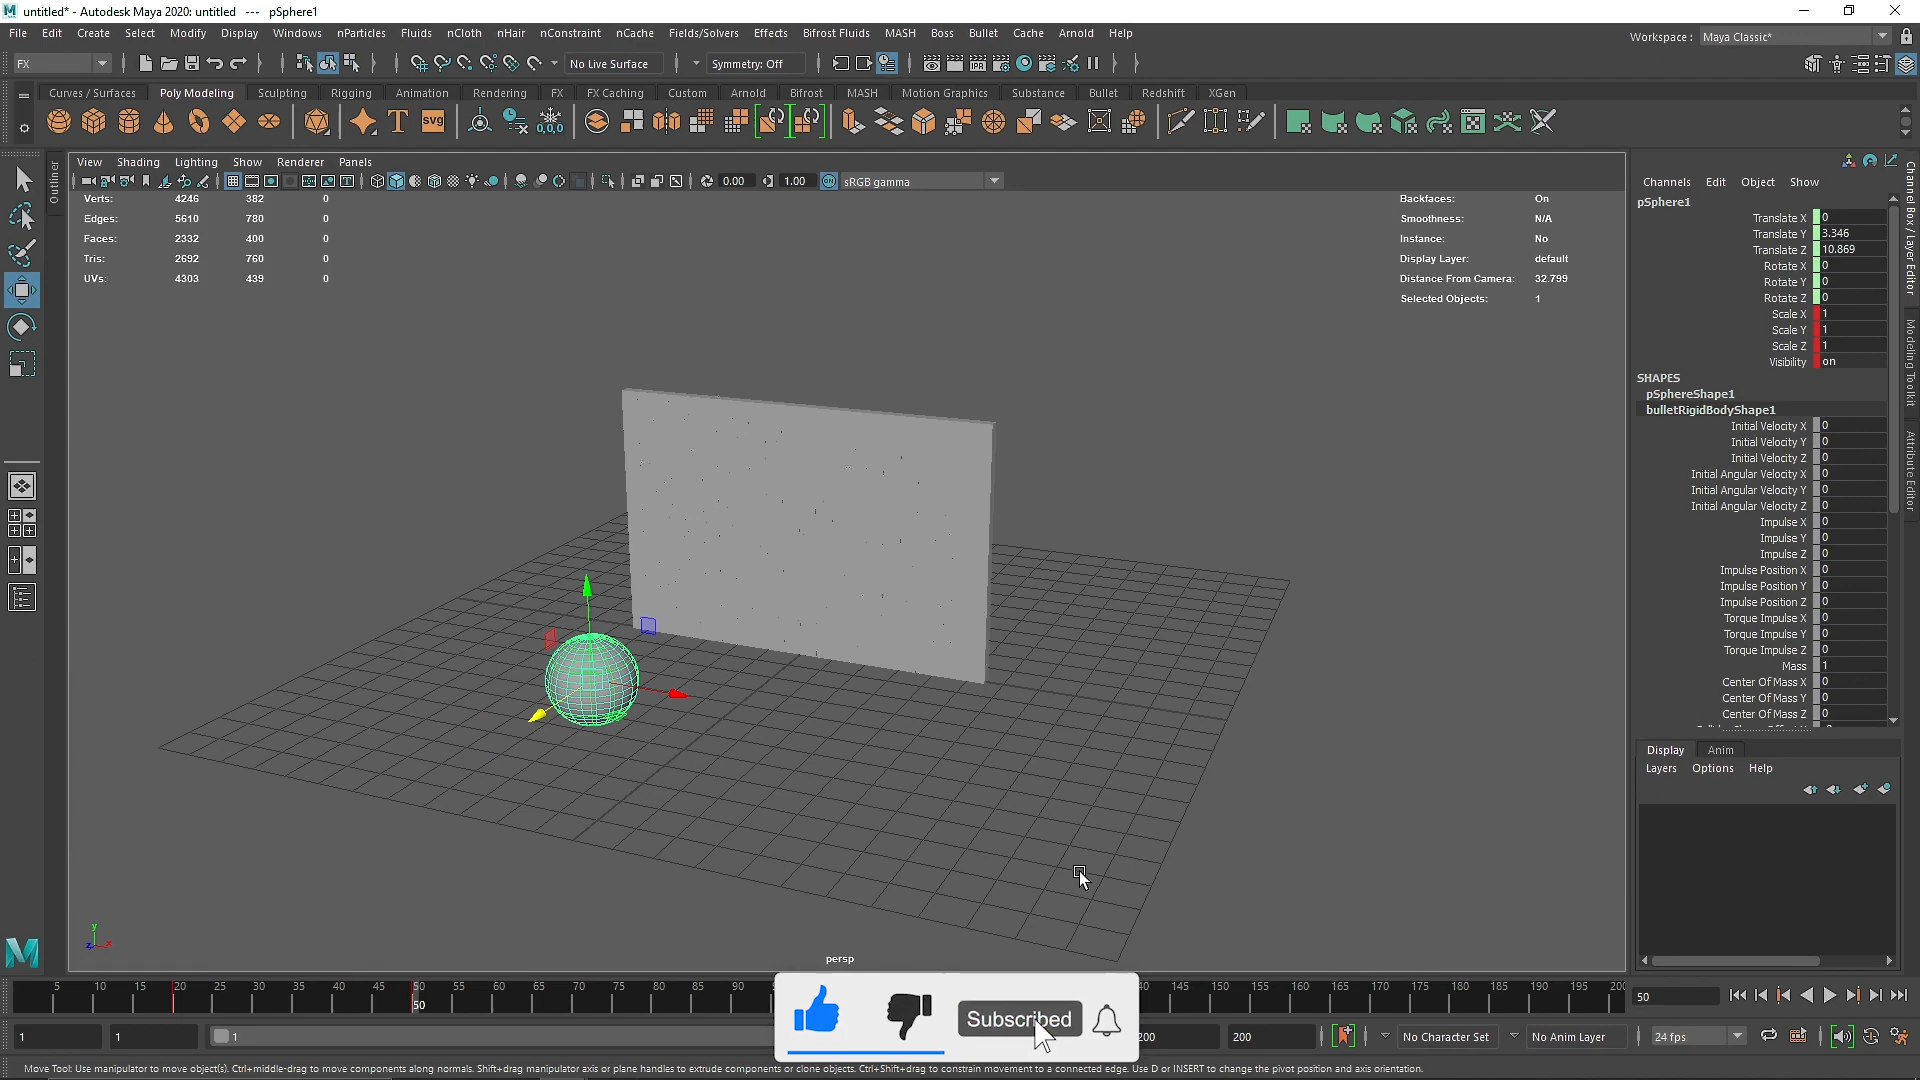 untitled* - Autodesk Maya 2020: untitled --- pSphere1
File Edit Create Select Modify Display Windows nParticles Fluids nCloth nHair nConstraint nCache Fields/Solvers Effects Bifrost Fluids MASH Boss Bullet Cache Arnold Help
Workspace : Maya Classic*
FX No Live Surface Symmetry: Off
Curves / Surfaces Poly Modeling Sculpting Rigging Animation Rendering FX FX Caching Custom Arnold Bifrost MASH Motion Graphics Substance Bullet Redshift XGen
T SVG 0,0,0
View Shading Lighting Show Renderer Panels
0.00 1.00 ON sRGB gamma
Outliner
Verts: 4246 382 0
Edges: 5610 780 0
Faces: 2332 400 0
Tris: 2692 760 0
UVs: 4303 439 0
Backfaces: On
Smoothness: N/A
Instance: No
Display Layer: default
Distance From Camera: 32.799
Selected Objects: 1
Channels Edit Object Show
pSphere1
Translate X 0
Translate Y 3.346
Translate Z 10.869
Rotate X 0
Rotate Y 0
Rotate Z 0
Scale X 1
Scale Y 1
Scale Z 1
Visibility on
SHAPES
pSphereShape1
bulletRigidBodyShape1
Initial Velocity X 0
Initial Velocity Y 0
Initial Velocity Z 0
Initial Angular Velocity X 0
Initial Angular Velocity Y 0
Initial Angular Velocity Z 0
Impulse X 0
Impulse Y 0
Impulse Z 0
Impulse Position X 0
Impulse Position Y 0
Impulse Position Z 0
Torque Impulse X 0
Torque Impulse Y 0
Torque Impulse Z 0
Mass 1
Center Of Mass X 0
Center Of Mass Y 0
Center Of Mass Z 0
Channel Box / Layer Editor
Modeling Toolkit
Attribute Editor
Display Anim
Layers Options Help
y
z x
persp
5 10 15 20 25 30 35 40 45 50 55 60 65 70 75 80 85 90 145 150 155 160 165 170 175 180 185 190 195 200
50
50
Subscribed
1 1 1 200 200 No Character Set No Anim Layer 24 fps
Move Tool: Use manipulator to move object(s). Ctrl+middle-drag to move components along normals. Shift+drag manipulator axis or plane handles to extrude components or clone objects. Ctrl+Shift+drag to constrain movement to a connected edge. Use D or INSERT to change the pivot position and axis orientation.